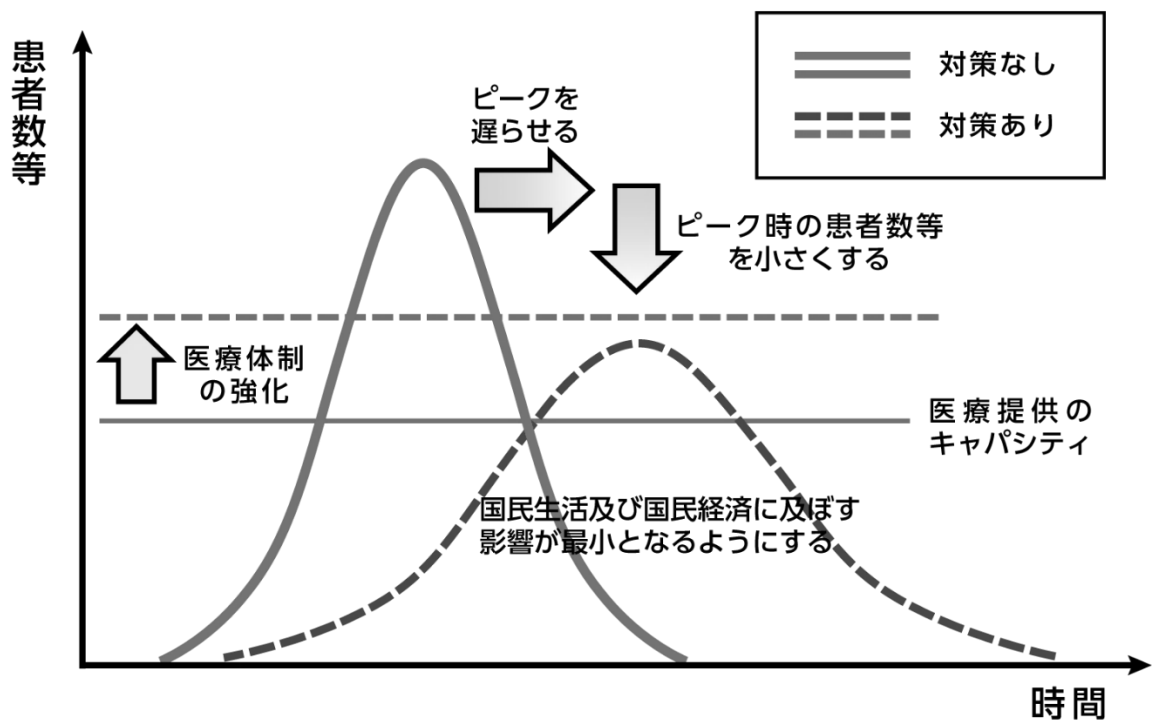 患者数等
対策なし
対策あり
ピークを
遅らせる
ピーク時の患者数等
を小さくする
医療体制
の強化
医療提供の
キャパシティ
国民生活及び国民経済に及ぼす
影響が最小となるようにする
時間